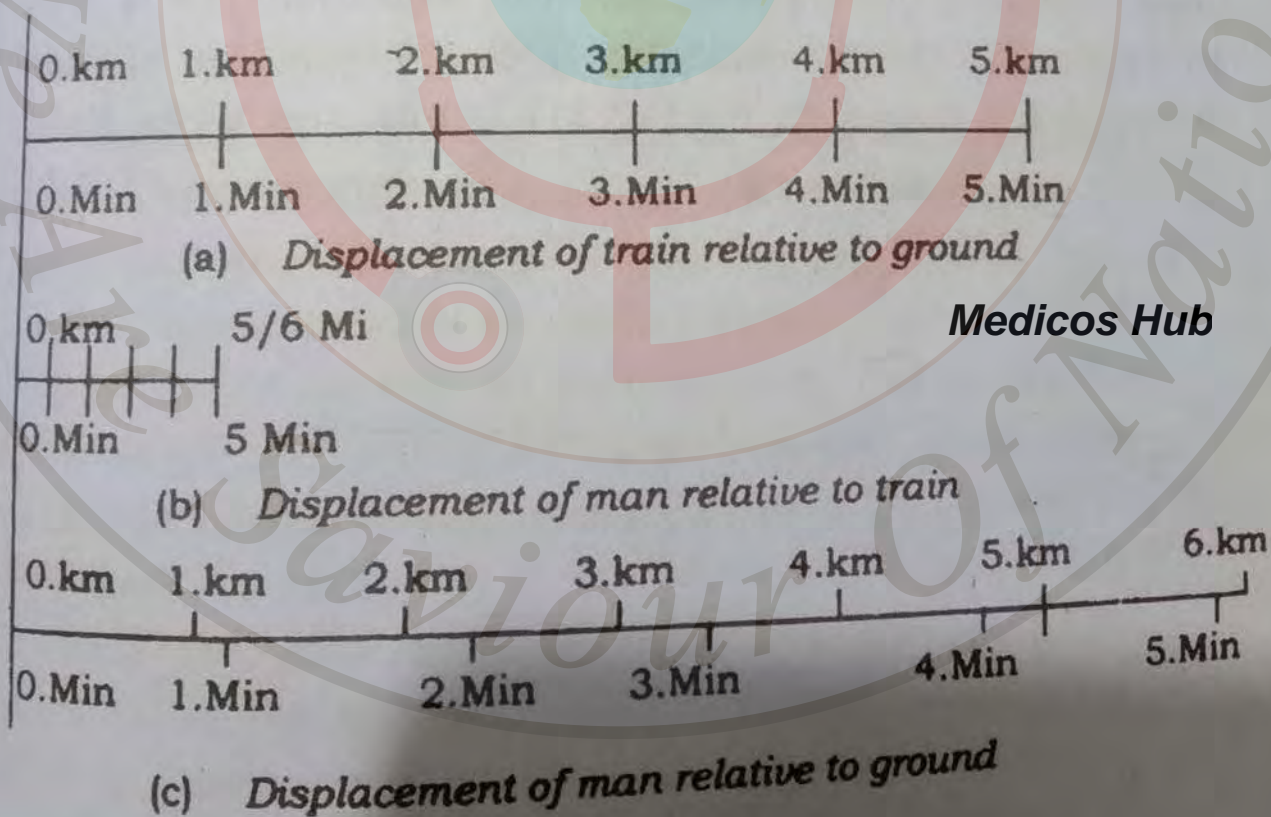 0.km 1.km 2.km 3.km 4.km 5.km
0.Min 1.Min 2.Min 3.Min 4.Min 5.Min
(a) Displacement of train relative to ground
Medicos Hub
0.km 5/6 Mi
0.Min 5 Min
(b) Displacement of man relative to train
0.km 1.km 2.km 3.km 4.km 5.km 6.km
0.Min 1.Min 2.Min 3.Min 4.Min 5.Min
(c) Displacement of man relative to ground
Are Saviour Of Natio